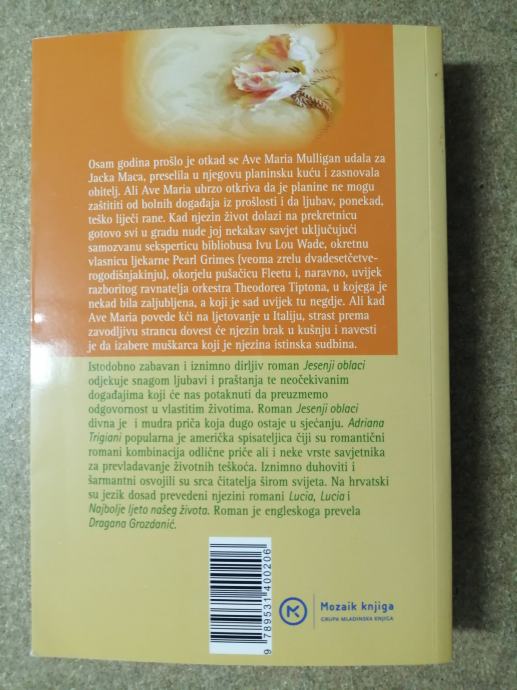 Osam godina prošlo je otkad se Ave Maria Mulligan udala za
Jacka Maca, preselila u njegovu planinsku kuću i zasnovala
obitelj. Ali Ave Maria ubrzo otkriva da je planine ne mogu
zaštititi od bolnih događaja iz prošlosti i da ljubav, ponekad,
teško liječi rane. Kad njezin život dolazi na prekretnicu
gotovo svi u gradu nude joj nekakav savjet uključujući
samozvanu seksperticu bibliobusa Ivu Lou Wade, okretnu
vlasnicu ljekarne Pearl Grimes (veoma zrelu dvadesetčetve-
rogodišnjakinju), okorjelu pušačicu Fleetu i, naravno, uvijek
razboritog ravnatelja orkestra Theodorea Tiptona, u kojega je
nekad bila zaljubljena, a koji je sad uvijek tu negdje. Ali kad
Ave Maria povede kći na ljetovanje u Italiju, strast prema
zavodljivu strancu dovest će njezin brak u kušnju i navesti
je da izabere muškarca koji je njezina istinska sudbina.
Istodobno zabavan i iznimno dirljiv roman Jesenji oblaci
odjekuje snagom ljubavi i praštanja te neočekivanim
događajima koji će nas potaknuti da preuzmemo
odgovornost u vlastitim životima. Roman Jesenji oblaci
divna je i mudra priča koja dugo ostaje u sjećanju. Adriana
Trigiani popularna je američka spisateljica čiji su romantični
romani kombinacija odlične priče ali i neke vrste savjetnika
za prevladavanje životnih teškoća. Iznimno duhoviti i
šarmantni osvojili su srca čitatelja širom svijeta. Na hrvatski
su jezik dosad prevedeni njezini romani Lucia, Lucia i
Najbolje ljeto našeg života. Roman je engleskoga prevela
Dragana Grozdanić.
9 789531 400206
Mozaik knjiga
GRUPA MLADINSKA KNJIGA